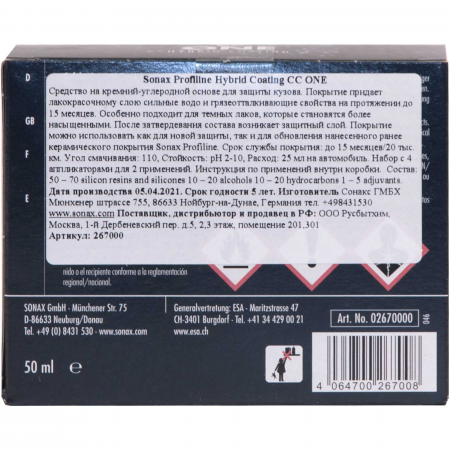 ONE
D
GB
F
E
Sonax Profiline Hybrid Coating CC ONE
Средство на кремний-углеродной основе для защиты кузова. Покрытие придает
лакокрасочному слою сильные водо и грязеотталкивающие свойства на протяжении до
15 месяцев. Особенно подходит для темных лаков, которые становятся более
насыщенными. После затвердевания состава возникает защитный слой. Покрытие
можно использовать как для новой защиты, так и для обновления нанесенного ранее
керамического покрытия Sonax Profiline. Срок службы покрытия - до 15 месяцев/20 тыс.
км. Угол смачивания: 110, Стойкость: pH 2-10, Расход: 25 мл на автомобиль. Набор с 4
аппликаторами для 2 применений. Инструкция по применению внутри коробки. Состав:
50 – 70 silicon resins and silicones 10 – 20 alcohols 10 – 20 hydrocarbons 1 – 5 adjuvants.
Дата производства 05.04.2021. Срок годности 5 лет. Изготовитель Сонакс ГМБХ
Мюнхенер штрассе 755, 86633 Нойбург-на-Дунае, Германия тел. +498431530
www.sonax.com Поставщик, дистрибьютор и продавец в РФ: ООО Русбытхим,
Москва, 1-й Дербеневский пер. д.5, 2,3 этаж, помещение 201,301
Артикул: 267000
nido o el recipiente conforme a la reglamentación
regional/nacional.
SONAX GmbH - Münchener Str. 75
D-86633 Neuburg/Donau
Tel. +49 (0) 8431 530 · www.sonax.com
Generalvertretung: ESA - Maritzstrasse 47
CH-3401 Burgdorf - Tel. +41 34 429 00 21
www.esa.ch
Art. No. 02670000
046
50 ml e
4 064700 267008